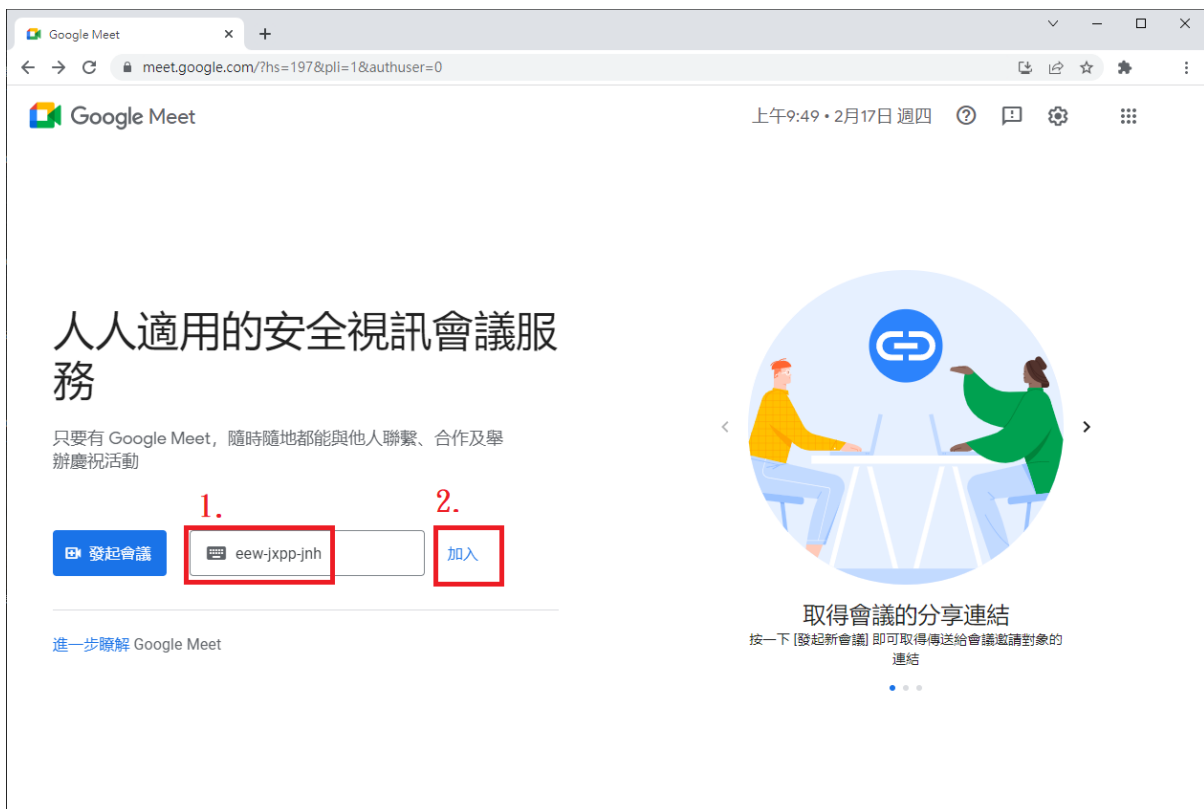 Google Meet
meet.google.com/?hs=197&pli=1&authuser=0
Google Meet
上午9:49 • 2月17日 週四
人人適用的安全視訊會議服
務
只要有 Google Meet，隨時隨地都能與他人聯繫、合作及舉
辦慶祝活動
1.
2.
發起會議
eew-jxpp-jnh
加入
進一步瞭解 Google Meet
取得會議的分享連結
按一下 [發起新會議] 即可取得傳送給會議邀請對象的
連結